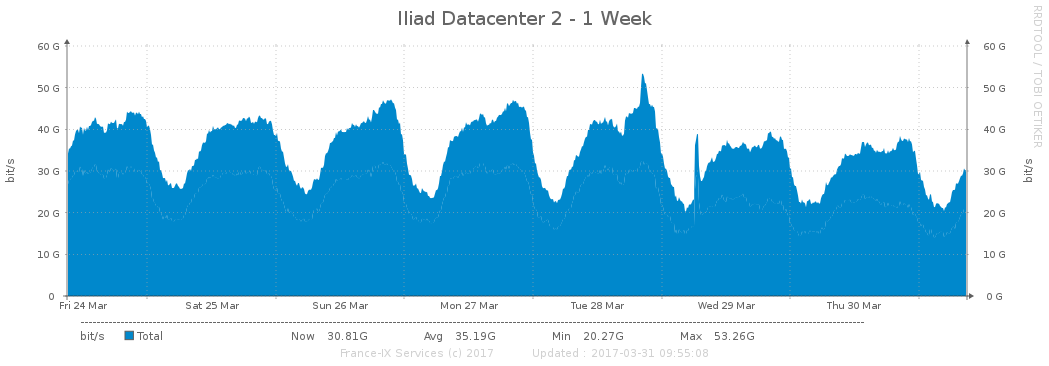 Iliad Datacenter 2 - 1 Week
RRDTOOL / TOBI OETIKER
bit/s
60 G
50 G
40 G
30 G
20 G
10 G
0
60 G
50 G
40 G
30 G
20 G
10 G
0 G
bit/s
Fri 24 Mar Sat 25 Mar Sun 26 Mar Mon 27 Mar Tue 28 Mar Wed 29 Mar Thu 30 Mar
bit/s Total Now 30.81G Avg 35.19G Min 20.27G Max 53.26G
France-IX Services (c) 2017 Updated : 2017-03-31 09:55:08